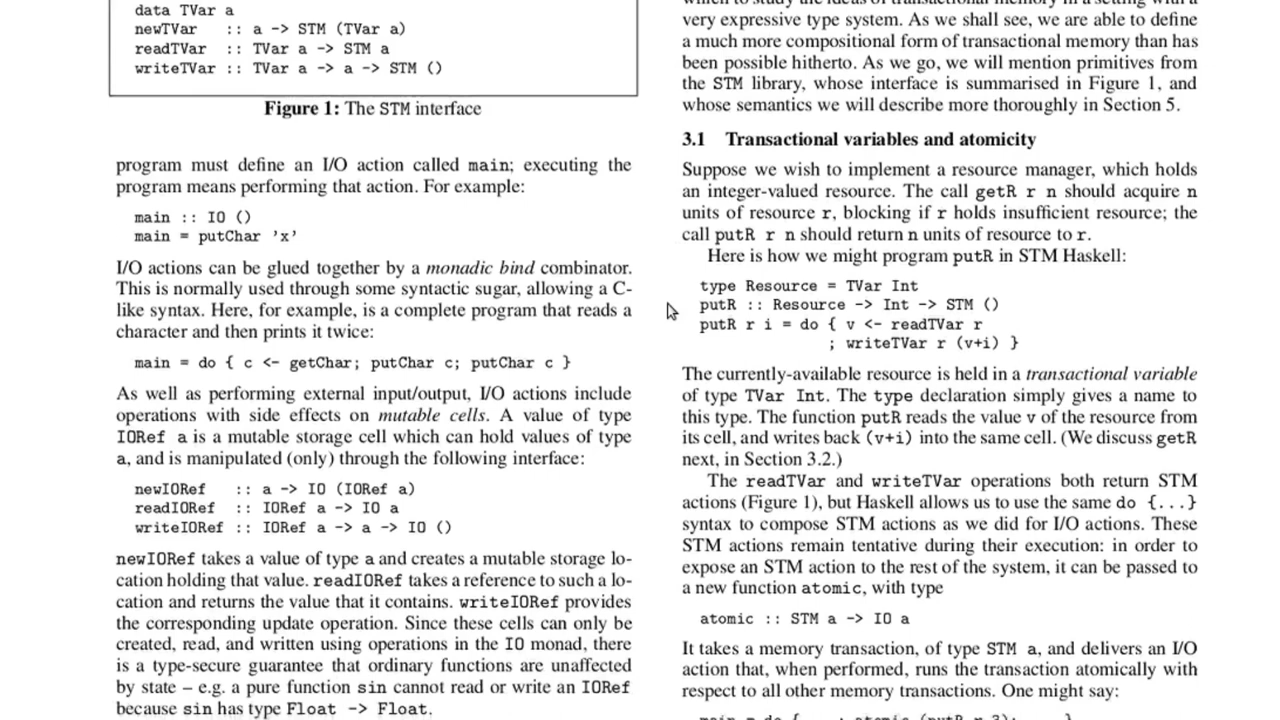 data TVar a
newTVar :: a -> STM (TVar a)
readTVar :: TVar a -> STM a
writeTVar :: TVar a -> a -> STM ()
Figure 1: The STM interface
program must define an I/O action called main; executing the
program means performing that action. For example:
main :: IO ()
main = putChar 'x'
I/O actions can be glued together by a monadic bind combinator.
This is normally used through some syntactic sugar, allowing a C-
like syntax. Here, for example, is a complete program that reads a
character and then prints it twice:
main = do { c <- getChar; putChar c; putChar c }
As well as performing external input/output, I/O actions include
operations with side effects on mutable cells. A value of type
IORef a is a mutable storage cell which can hold values of type
a, and is manipulated (only) through the following interface:
newIORef :: a -> IO (IORef a)
readIORef :: IORef a -> IO a
writeIORef :: IORef a -> a -> IO ()
newIORef takes a value of type a and creates a mutable storage lo-
cation holding that value. readIORef takes a reference to such a lo-
cation and returns the value that it contains. writeIORef provides
the corresponding update operation. Since these cells can only be
created, read, and written using operations in the IO monad, there
is a type-secure guarantee that ordinary functions are unaffected
by state – e.g. a pure function sin cannot read or write an IORef
because sin has type Float -> Float.
which to study the ideas of transactional memory in a setting with a
very expressive type system. As we shall see, we are able to define
a much more compositional form of transactional memory than has
been possible hitherto. As we go, we will mention primitives from
the STM library, whose interface is summarised in Figure 1, and
whose semantics we will describe more thoroughly in Section 5.
3.1 Transactional variables and atomicity
Suppose we wish to implement a resource manager, which holds
an integer-valued resource. The call getR r n should acquire n
units of resource r, blocking if r holds insufficient resource; the
call putR r n should return n units of resource to r.
Here is how we might program putR in STM Haskell:
type Resource = TVar Int
putR :: Resource -> Int -> STM ()
putR r i = do { v <- readTVar r
; writeTVar r (v+i) }
The currently-available resource is held in a transactional variable
of type TVar Int. The type declaration simply gives a name to
this type. The function putR reads the value v of the resource from
its cell, and writes back (v+i) into the same cell. (We discuss getR
next, in Section 3.2.)
The readTVar and writeTVar operations both return STM
actions (Figure 1), but Haskell allows us to use the same do {...}
syntax to compose STM actions as we did for I/O actions. These
STM actions remain tentative during their execution: in order to
expose an STM action to the rest of the system, it can be passed to
a new function atomic, with type
atomic :: STM a -> IO a
It takes a memory transaction, of type STM a, and delivers an I/O
action that, when performed, runs the transaction atomically with
respect to all other memory transactions. One might say:
main = do { ...; atomic (putR r 3); ... }